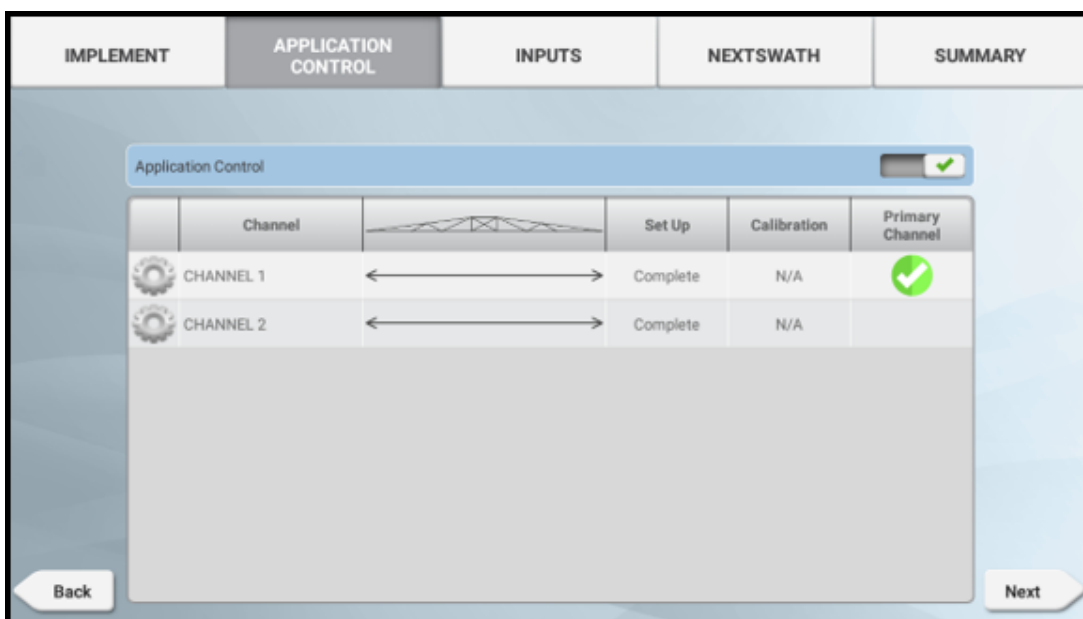 IMPLEMENT
APPLICATION
CONTROL
INPUTS
NEXTSWATH
SUMMARY
Application Control
Channel
Set Up
Calibration
Primary
Channel
CHANNEL 1
Complete
N/A
CHANNEL 2
Complete
N/A
Back
Next